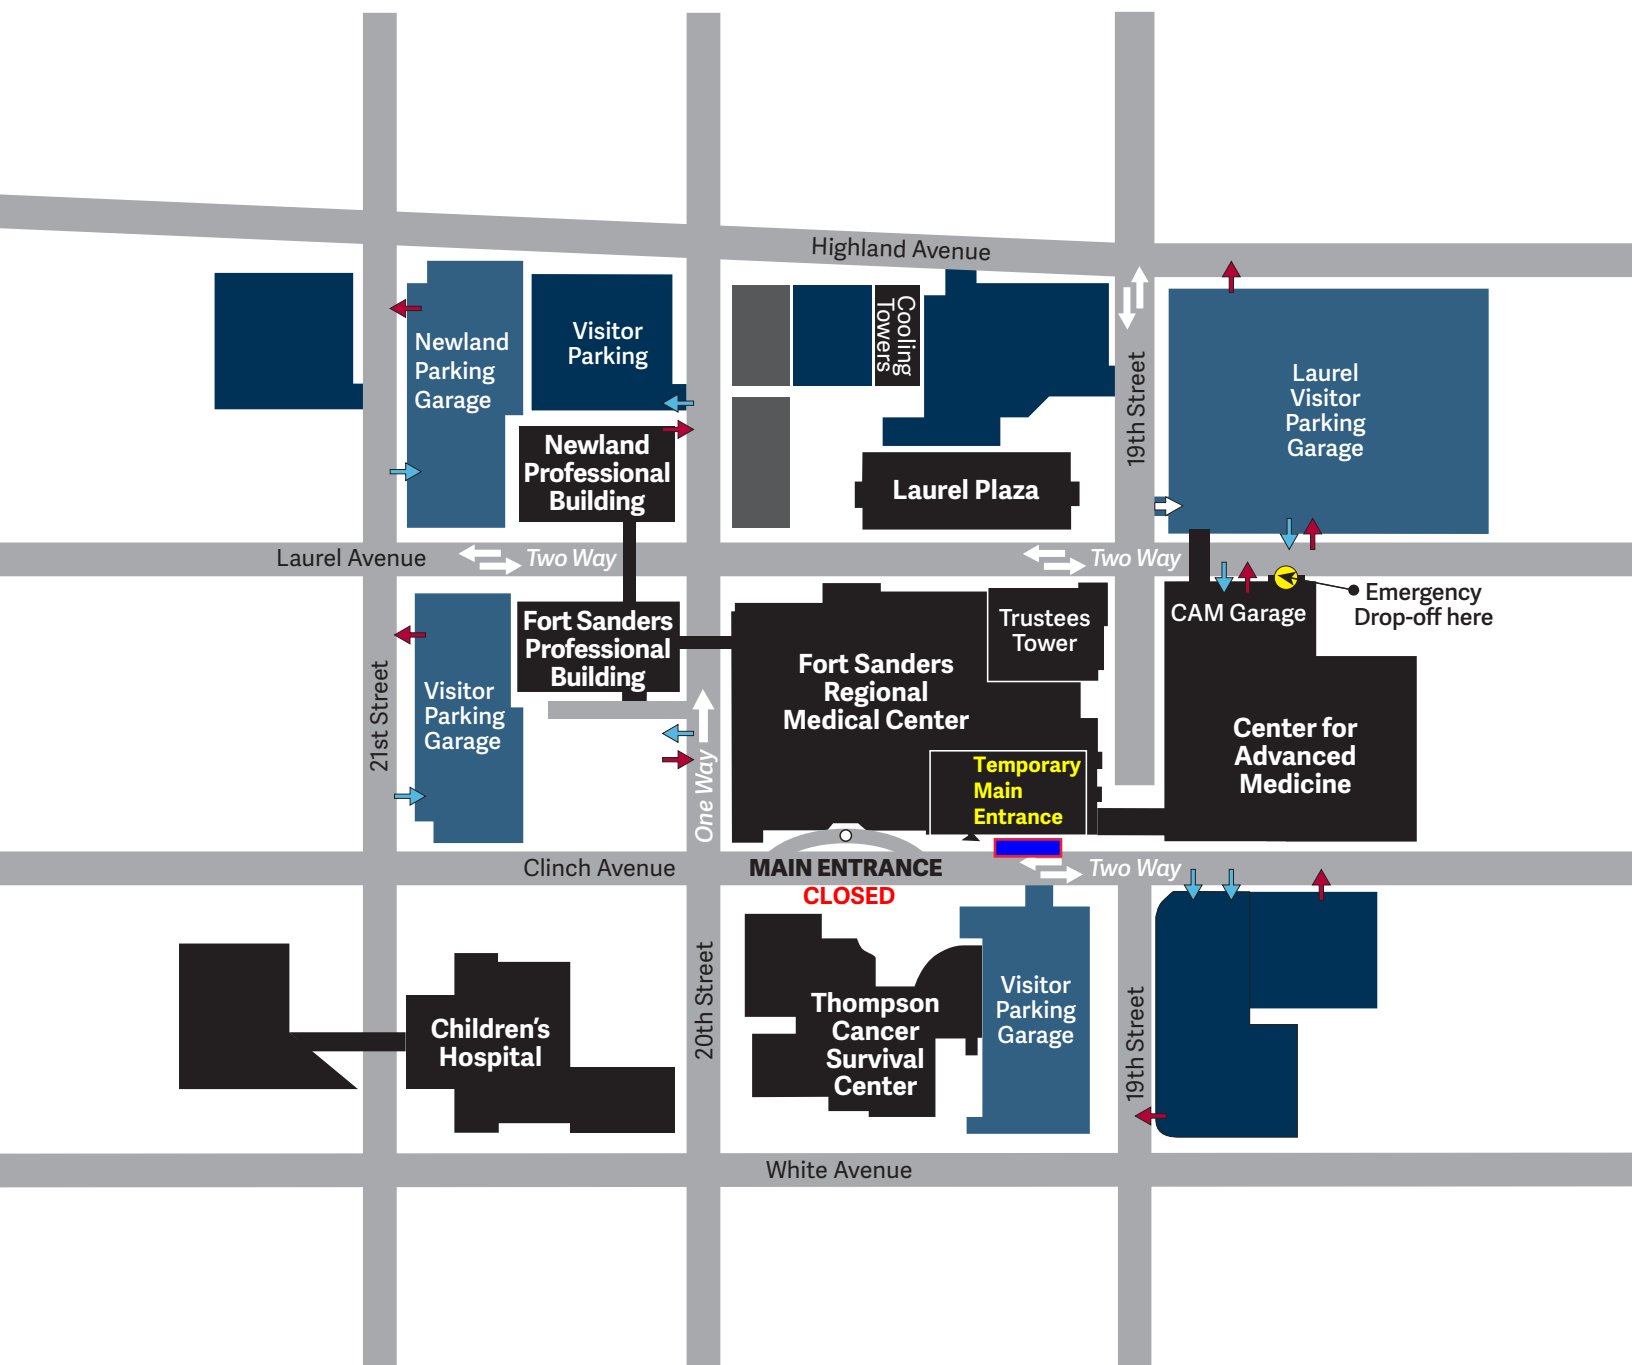 Highland Avenue
Newland
Parking
Garage
Visitor
Parking
Cooling
Towers
19th Street
Laurel
Visitor
Parking
Garage
Newland
Professional
Building
Laurel Plaza
Laurel Avenue
Two Way
Two Way
CAM Garage
Emergency
Drop-off here
Fort Sanders
Professional
Building
Trustees
Tower
Fort Sanders
Regional
Medical Center
21st Street
Visitor
Parking
Garage
One Way
Temporary
Main
Entrance
Center for
Advanced
Medicine
Clinch Avenue
MAIN ENTRANCE
CLOSED
Two Way
20th Street
Thompson
Cancer
Survival
Center
Visitor
Parking
Garage
19th Street
Children's
Hospital
White Avenue